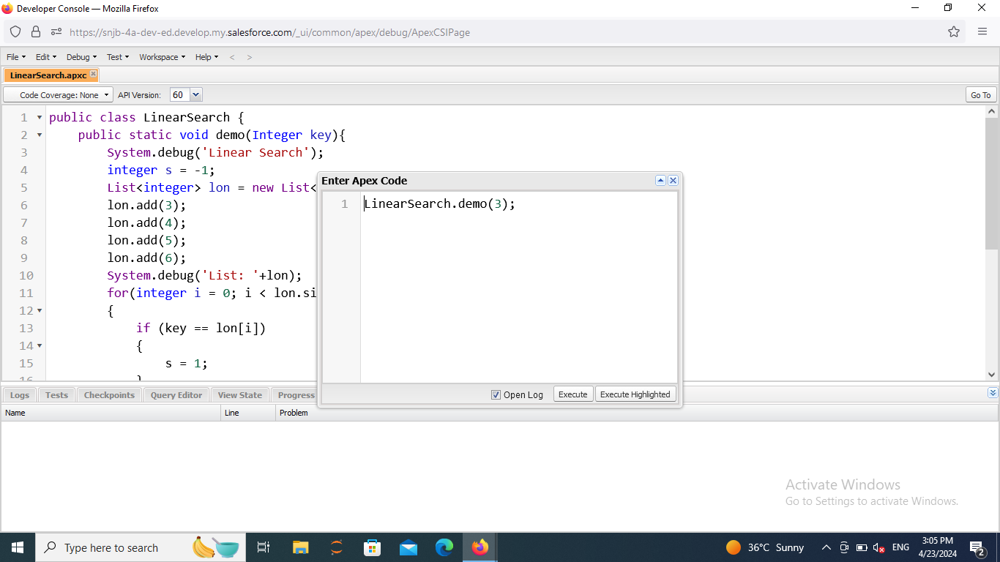 Developer Console — Mozilla Firefox
https://snjb-4a-dev-ed.develop.my.salesforce.com/_ui/common/apex/debug/ApexCSIPage
File Edit Debug Test Workspace Help < >
LinearSearch.apxc
Code Coverage: None API Version: 60 Go To
1 public class LinearSearch {
2 public static void demo(Integer key){
3 System.debug('Linear Search');
4 integer s = -1;
5 List<integer> lon = new List<
6 lon.add(3);
7 lon.add(4);
8 lon.add(5);
9 lon.add(6);
10 System.debug('List: '+lon);
11 for(integer i = 0; i < lon.si
12 {
13 if (key == lon[i])
14 {
15 s = 1;
16 }
Enter Apex Code
1 LinearSearch.demo(3);
Open Log Execute Execute Highlighted
Logs Tests Checkpoints Query Editor View State Progress
Name Line Problem
Activate Windows
Go to Settings to activate Windows.
Type here to search
36°C Sunny
ENG
3:05 PM
4/23/2024
2